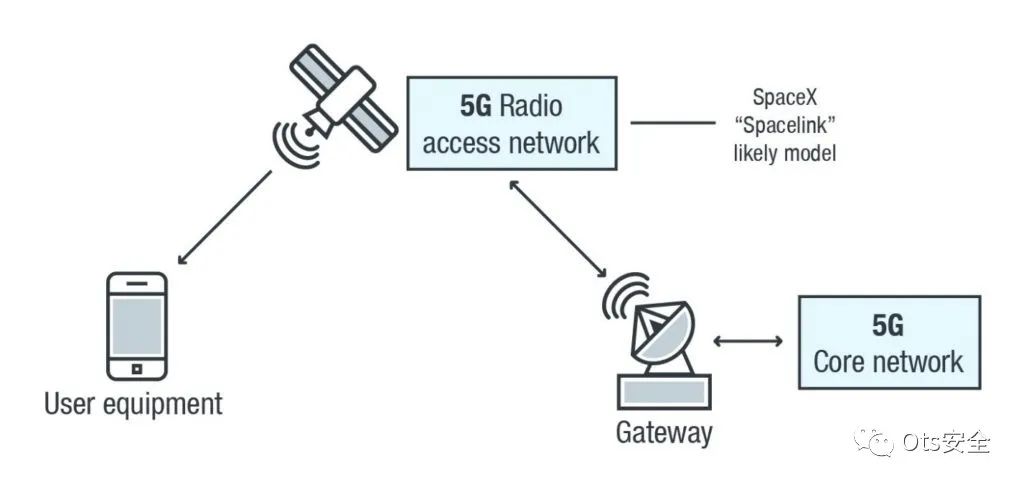 5G Radio
access network
SpaceX
“Spacelink”
likely model
User equipment
Gateway
5G
Core network
Ots安全